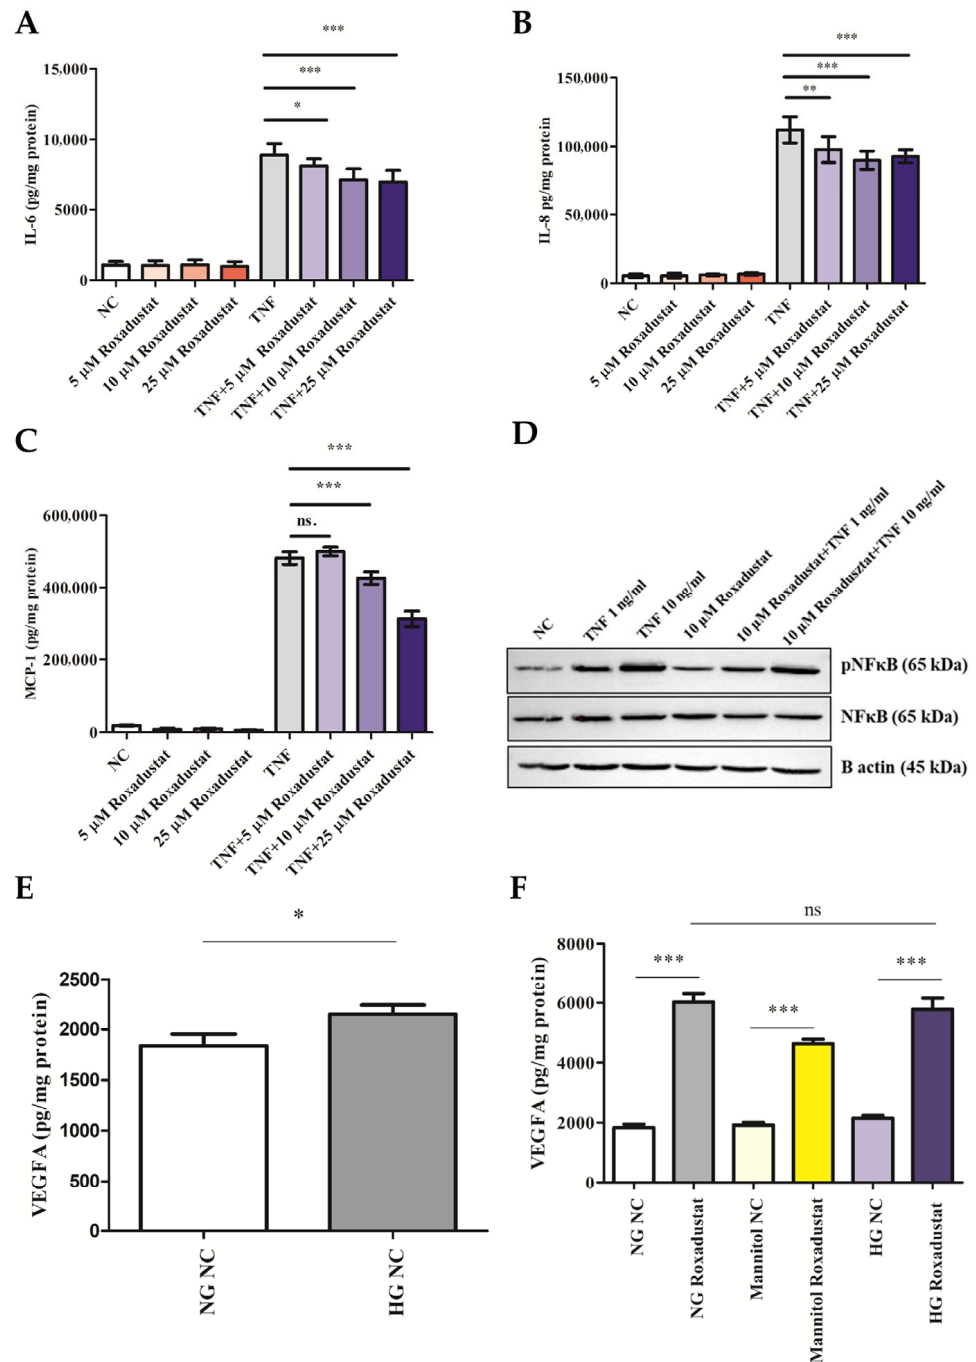 A
***
***
*
15,000
10,000
5000
0
IL-6 (pg/mg protein)
NC
5 µM Roxadustat
10 µM Roxadustat
25 µM Roxadustat
TNF
TNF+5 µM Roxadustat
TNF+10 µM Roxadustat
TNF+25 µM Roxadustat
B
***
***
**
150,000
100,000
50,000
0
IL-8 pg/mg protein
NC
5 µM Roxadustat
10 µM Roxadustat
25 µM Roxadustat
TNF
TNF+5 µM Roxadustat
TNF+10 µM Roxadustat
TNF+25 µM Roxadustat
C
***
***
ns.
600,000
400.000
200.000
0
MCP-1 (pg/mg protein)
NC
5 µM Roxadustat
10 µM Roxadustat
25 µM Roxadustat
TNF
TNF+5 µM Roxadustat
TNF+10 µM Roxadustat
TNF+25 µM Roxadustat
D
NC
TNF 1 ng/ml
TNF 10 ng/ml
10 µM Roxadustat
10 µM Roxadustat+TNF 1 ng/ml
10 µM Roxadusztat+TNF 10 ng/ml
pNFκB (65 kDa)
NFκB (65 kDa)
B actin (45 kDa)
E
*
2500
2000
1500
1000
500
0
VEGFA (pg/mg protein)
NG NC
HG NC
F
ns
***
***
***
8000
6000
4000
2000
0
VEGFA (pg/mg protein)
NG NC
NG Roxadustat
Mannitol NC
Mannitol Roxadustat
HG NC
HG Roxadustat